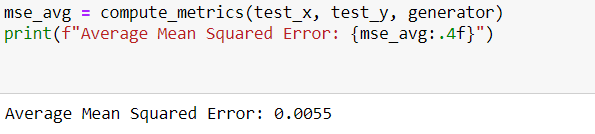 mse_avg = compute_metrics(test_x, test_y, generator)
print(f"Average Mean Squared Error: {mse_avg:.4f}")
Average Mean Squared Error: 0.0055